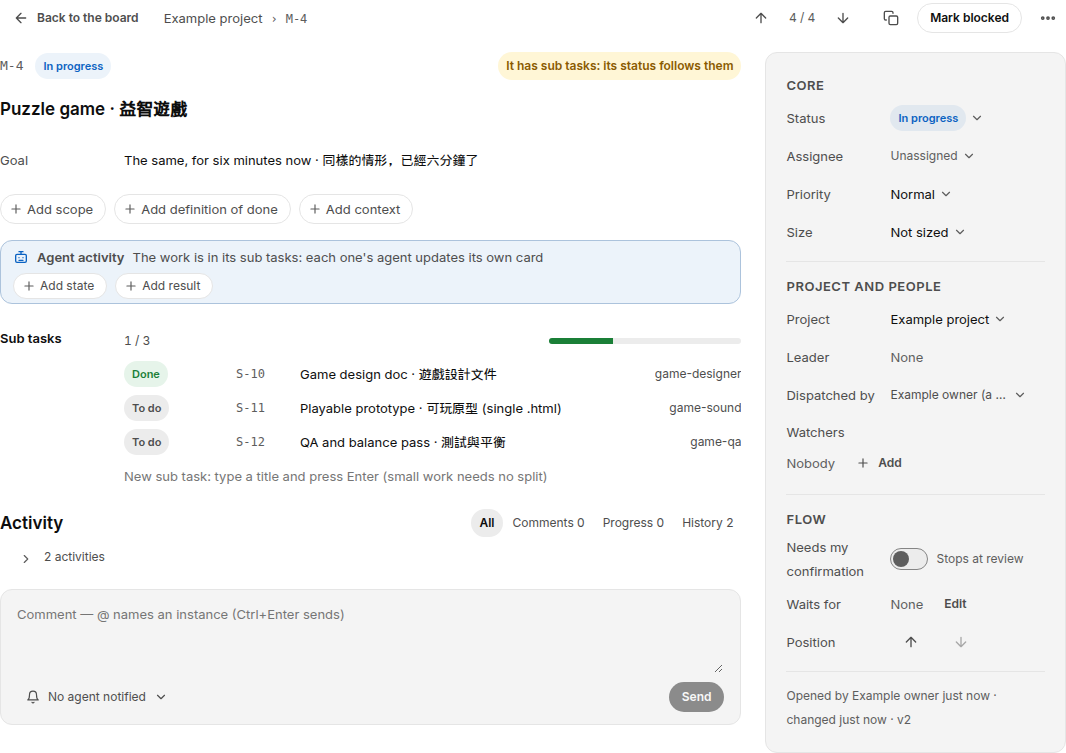 Back to the board
Example project › M-4
4 / 4
Mark blocked
M-4
In progress
It has sub tasks: its status follows them
Puzzle game · 益智遊戲
Goal
The same, for six minutes now · 同樣的情形，已經六分鐘了
Add scope
Add definition of done
Add context
Agent activity The work is in its sub tasks: each one's agent updates its own card
Add state
Add result
Sub tasks
1 / 3
Done S-10 Game design doc · 遊戲設計文件 game-designer
To do S-11 Playable prototype · 可玩原型 (single .html) game-sound
To do S-12 QA and balance pass · 測試與平衡 game-qa
New sub task: type a title and press Enter (small work needs no split)
Activity
All Comments 0 Progress 0 History 2
2 activities
Comment — @ names an instance (Ctrl+Enter sends)
No agent notified
Send
CORE
Status In progress
Assignee Unassigned
Priority Normal
Size Not sized
PROJECT AND PEOPLE
Project Example project
Leader None
Dispatched by Example owner (a ...
Watchers
Nobody Add
FLOW
Needs my
confirmation
Stops at review
Waits for None Edit
Position
Opened by Example owner just now ·
changed just now · v2